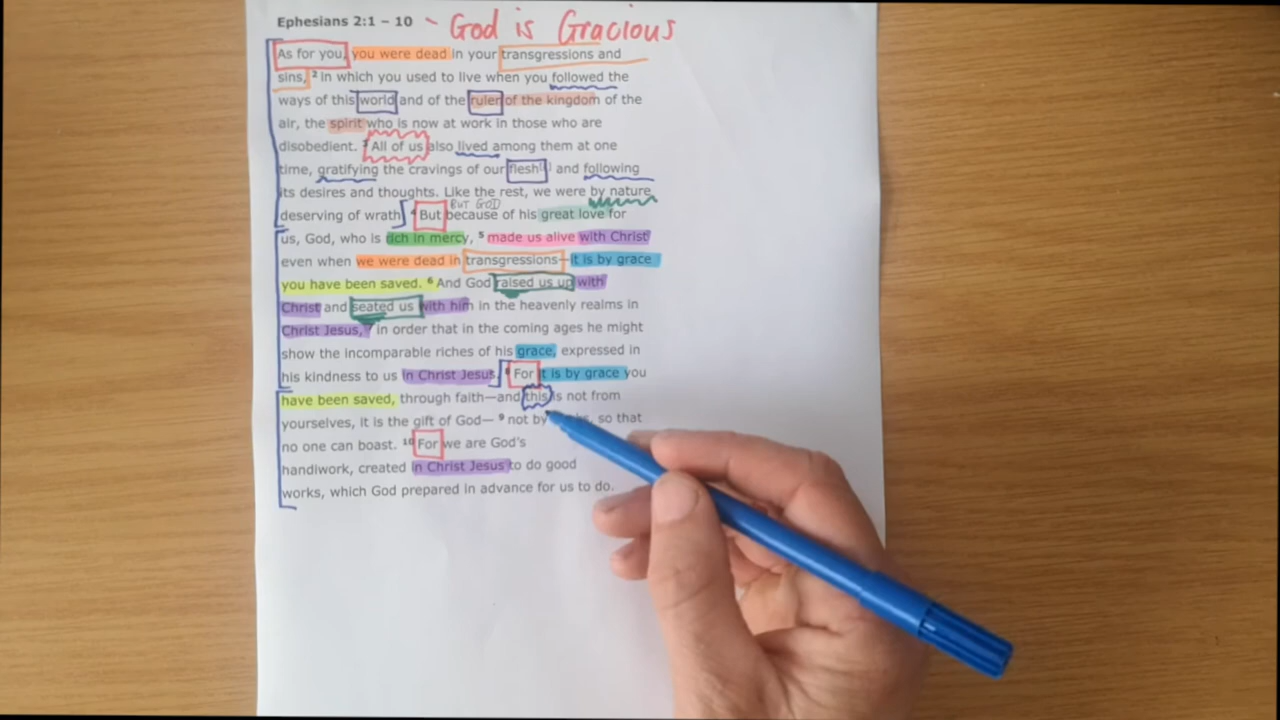 Ephesians 2:1 – 10 ~ God is Gracious
As for you, you were dead in your transgressions and
sins, 2 in which you used to live when you followed the
ways of this world and of the ruler of the kingdom of the
air, the spirit who is now at work in those who are
disobedient. 3 All of us also lived among them at one
time, gratifying the cravings of our flesh[] and following
its desires and thoughts. Like the rest, we were by nature
BUT GOD
deserving of wrath. 4 But because of his great love for
us, God, who is rich in mercy, 5 made us alive with Christ
even when we were dead in transgressions—it is by grace
you have been saved. 6 And God raised us up with
Christ and seated us with him in the heavenly realms in
Christ Jesus, 7 in order that in the coming ages he might
show the incomparable riches of his grace, expressed in
his kindness to us in Christ Jesus. 8 For it is by grace you
have been saved, through faith—and this is not from
yourselves, it is the gift of God— 9 not by so that
no one can boast. 10 For we are God's
handiwork, created in Christ Jesus to do good
works, which God prepared in advance for us to do.